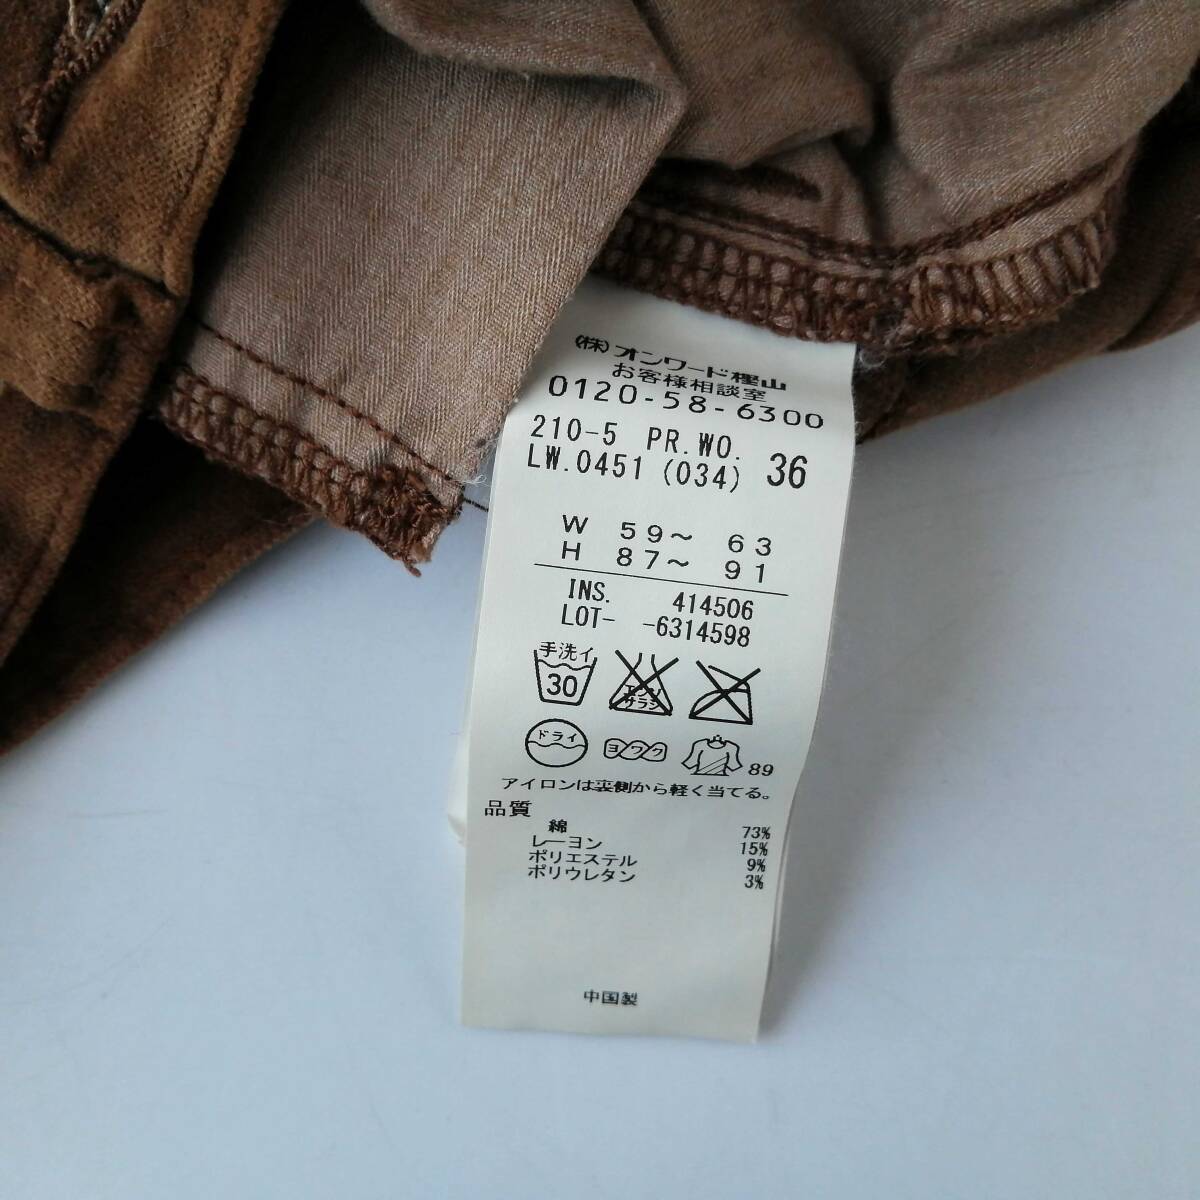 (株)オンワード樫山
お客様相談室
0120-58-6300
210-5 PR.WO.
LW.0451 (034) 36
W 59～ 63
H 87～ 91
INS. 414506
LOT- -6314598
手洗イ
30
エンソ
サラシ
ドライ
ヨワク
89
アイロンは裏側から軽く当てる。
品質
綿 73%
レーヨン 15%
ポリエステル 9%
ポリウレタン 3%
中国製